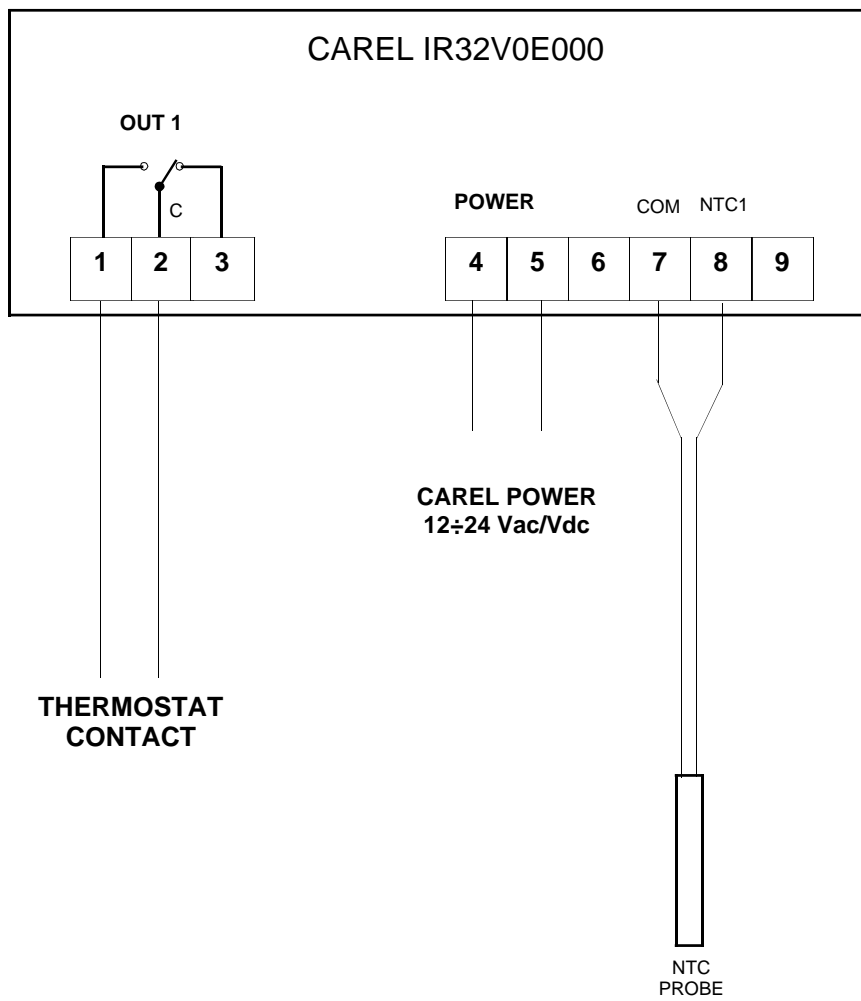 CAREL IR32V0E000
OUT 1
C
POWER
COM NTC1
1 2 3 4 5 6 7 8 9
CAREL POWER
12÷24 Vac/Vdc
THERMOSTAT
CONTACT
NTC
PROBE